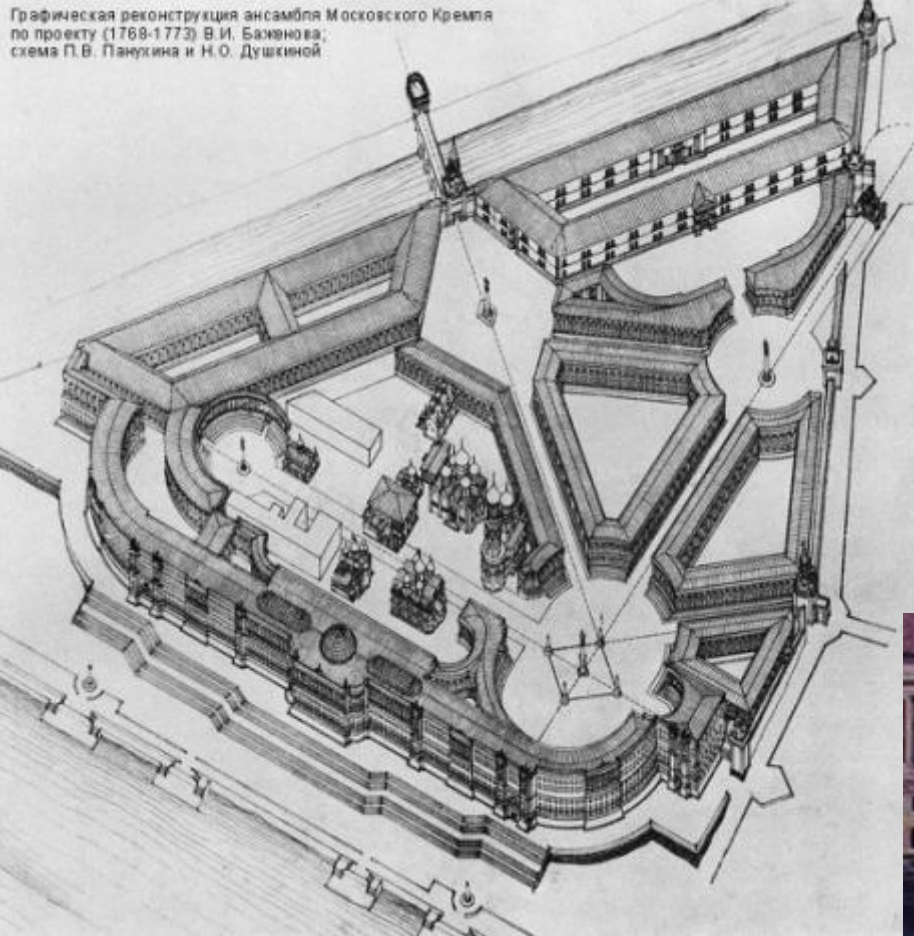 Графическая реконструкция ансамбля Московского Кремля
по проекту (1768-1773) В.И. Баженова;
схема П.В. Панухина и Н.О. Душкиной